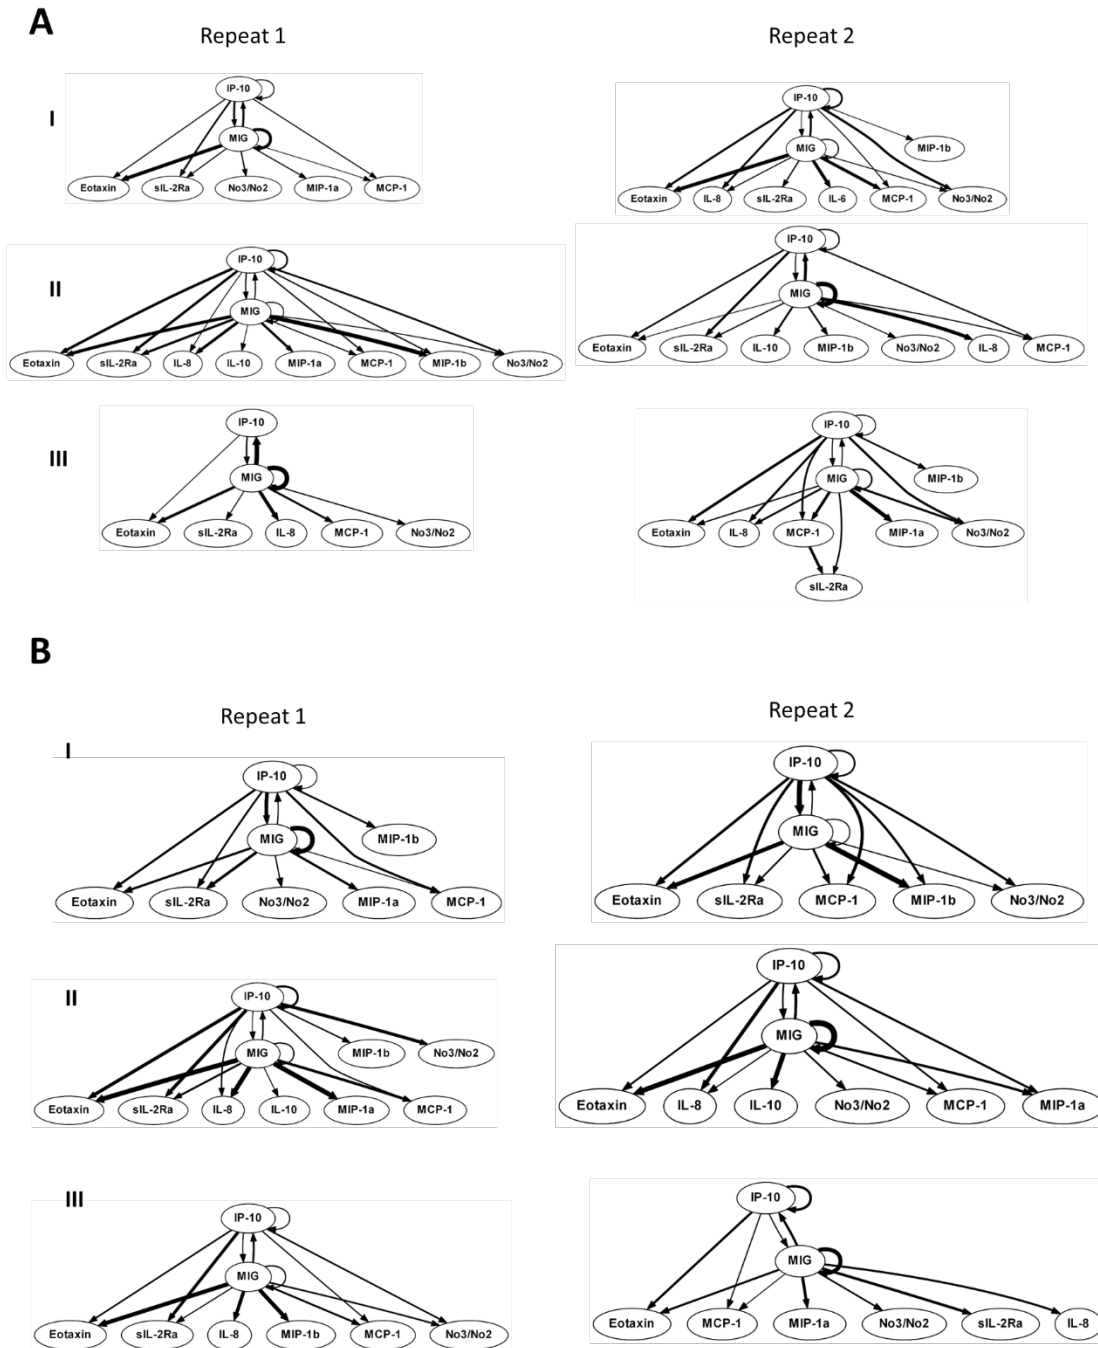 A
Repeat 1
Repeat 2
I
IP-10
MIG
Eotaxin sIL-2Ra No3/No2 MIP-1a MCP-1
IP-10
MIG MIP-1b
Eotaxin IL-8 sIL-2Ra IL-6 MCP-1 No3/No2
II
IP-10
MIG
Eotaxin sIL-2Ra IL-8 IL-10 MIP-1a MCP-1 MIP-1b No3/No2
IP-10
MIG
Eotaxin sIL-2Ra IL-10 MIP-1b No3/No2 IL-8 MCP-1
III
IP-10
MIG
Eotaxin sIL-2Ra IL-8 MCP-1 No3/No2
IP-10
MIG MIP-1b
Eotaxin IL-8 MCP-1 MIP-1a No3/No2
sIL-2Ra
B
Repeat 1
Repeat 2
I
IP-10
MIG MIP-1b
Eotaxin sIL-2Ra No3/No2 MIP-1a MCP-1
IP-10
MIG
Eotaxin sIL-2Ra MCP-1 MIP-1b No3/No2
II
IP-10
MIG MIP-1b No3/No2
Eotaxin sIL-2Ra IL-8 IL-10 MIP-1a MCP-1
IP-10
MIG
Eotaxin IL-8 IL-10 No3/No2 MCP-1 MIP-1a
III
IP-10
MIG
Eotaxin sIL-2Ra IL-8 MIP-1b MCP-1 No3/No2
IP-10
MIG
Eotaxin MCP-1 MIP-1a No3/No2 sIL-2Ra IL-8